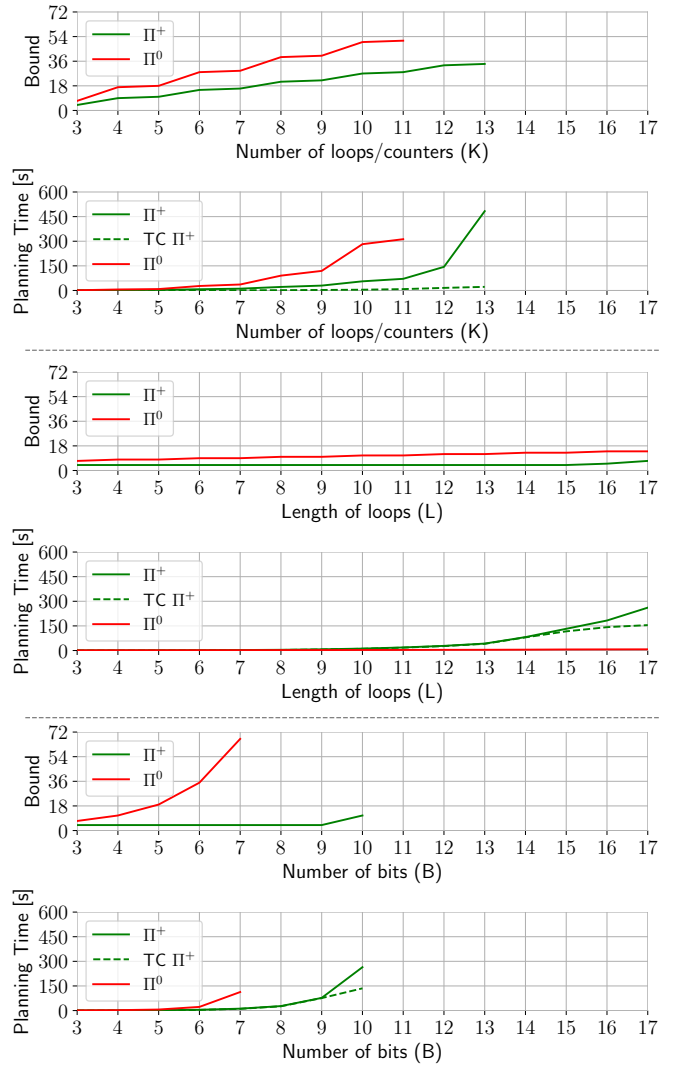 72
54
36
18
0
Bound
Π⁺
Π⁰
3 4 5 6 7 8 9 10 11 12 13 14 15 16 17
Number of loops/counters (K)
600
450
300
150
0
Planning Time [s]
Π⁺
TC Π⁺
Π⁰
3 4 5 6 7 8 9 10 11 12 13 14 15 16 17
Number of loops/counters (K)
72
54
36
18
0
Bound
Π⁺
Π⁰
3 4 5 6 7 8 9 10 11 12 13 14 15 16 17
Length of loops (L)
600
450
300
150
0
Planning Time [s]
Π⁺
TC Π⁺
Π⁰
3 4 5 6 7 8 9 10 11 12 13 14 15 16 17
Length of loops (L)
72
54
36
18
0
Bound
Π⁺
Π⁰
3 4 5 6 7 8 9 10 11 12 13 14 15 16 17
Number of bits (B)
600
450
300
150
0
Planning Time [s]
Π⁺
TC Π⁺
Π⁰
3 4 5 6 7 8 9 10 11 12 13 14 15 16 17
Number of bits (B)